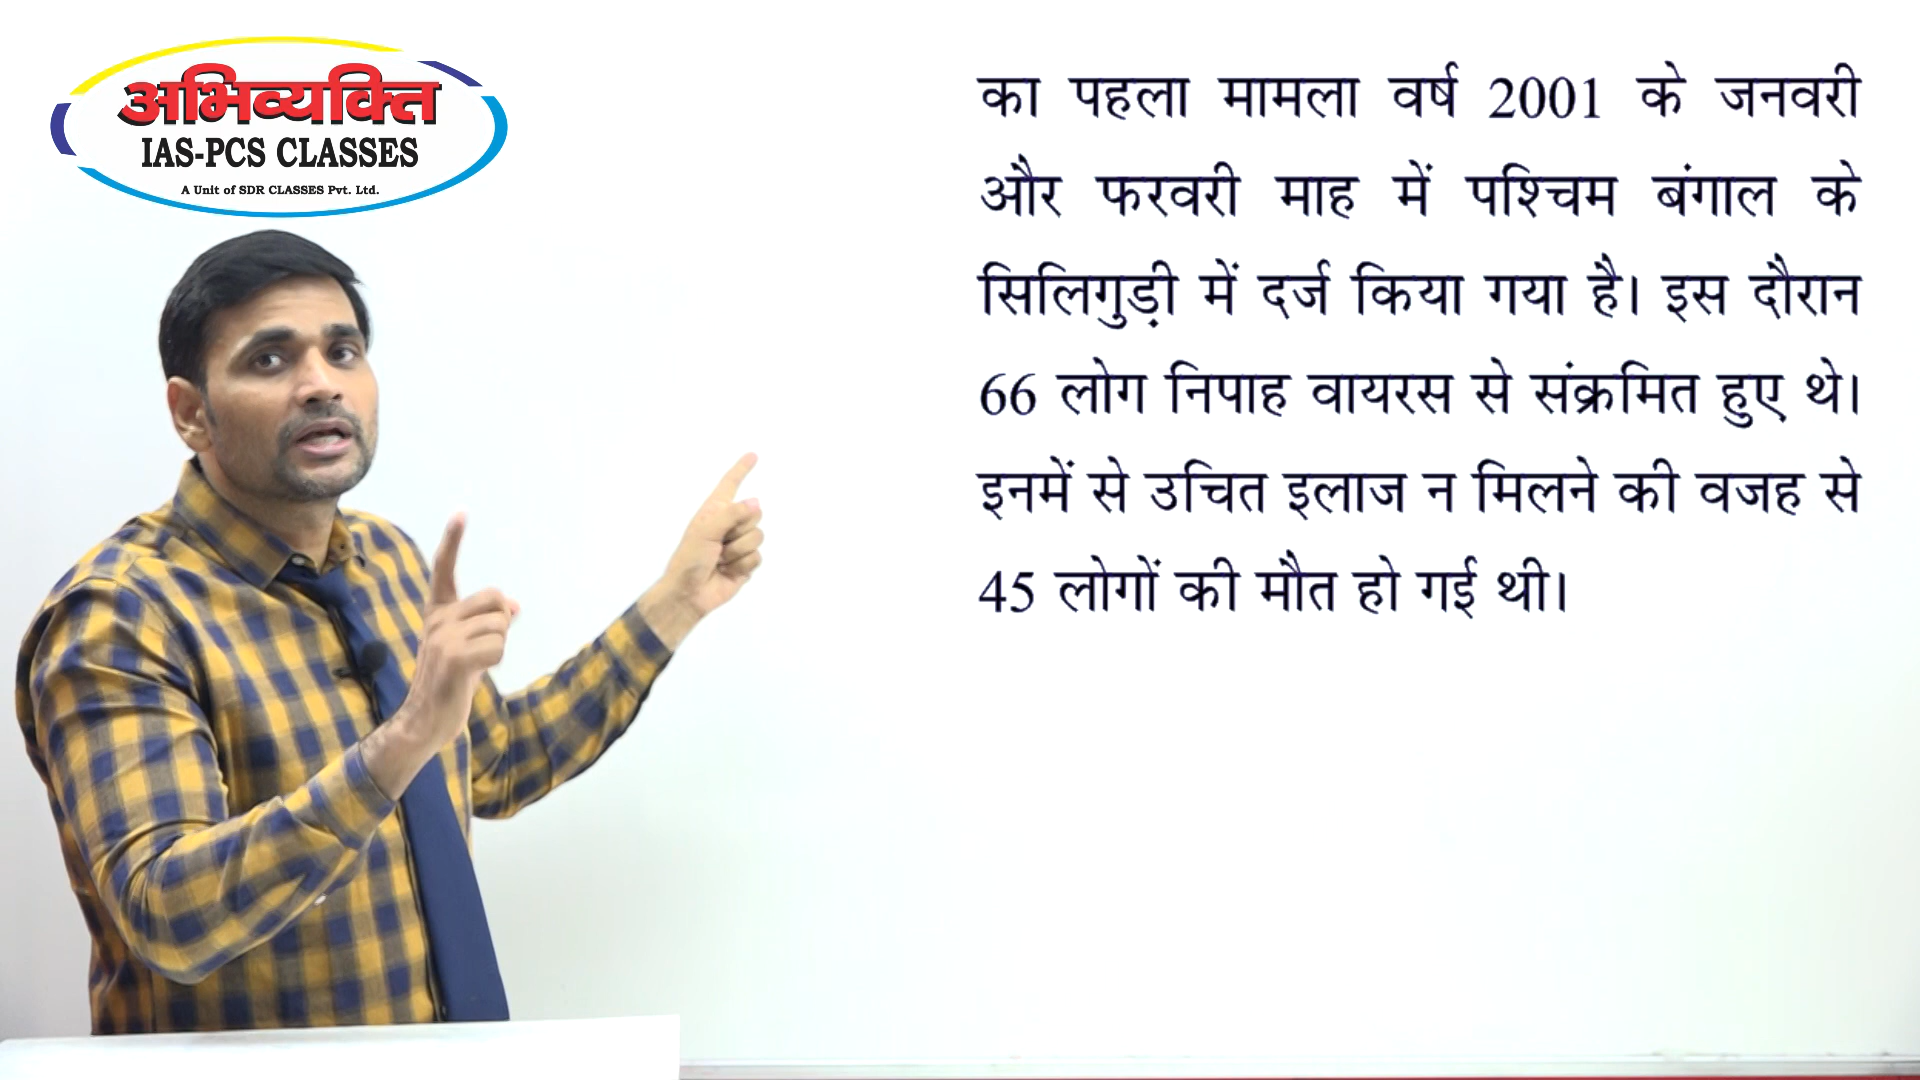 अभिव्यक्ति
IAS-PCS CLASSES
A Unit of SDR CLASSES Pvt. Ltd.
का पहला मामला वर्ष 2001 के जनवरी
और फरवरी माह में पश्चिम बंगाल के
सिलिगुड़ी में दर्ज किया गया है। इस दौरान
66 लोग निपाह वायरस से संक्रमित हुए थे।
इनमें से उचित इलाज न मिलने की वजह से
45 लोगों की मौत हो गई थी।